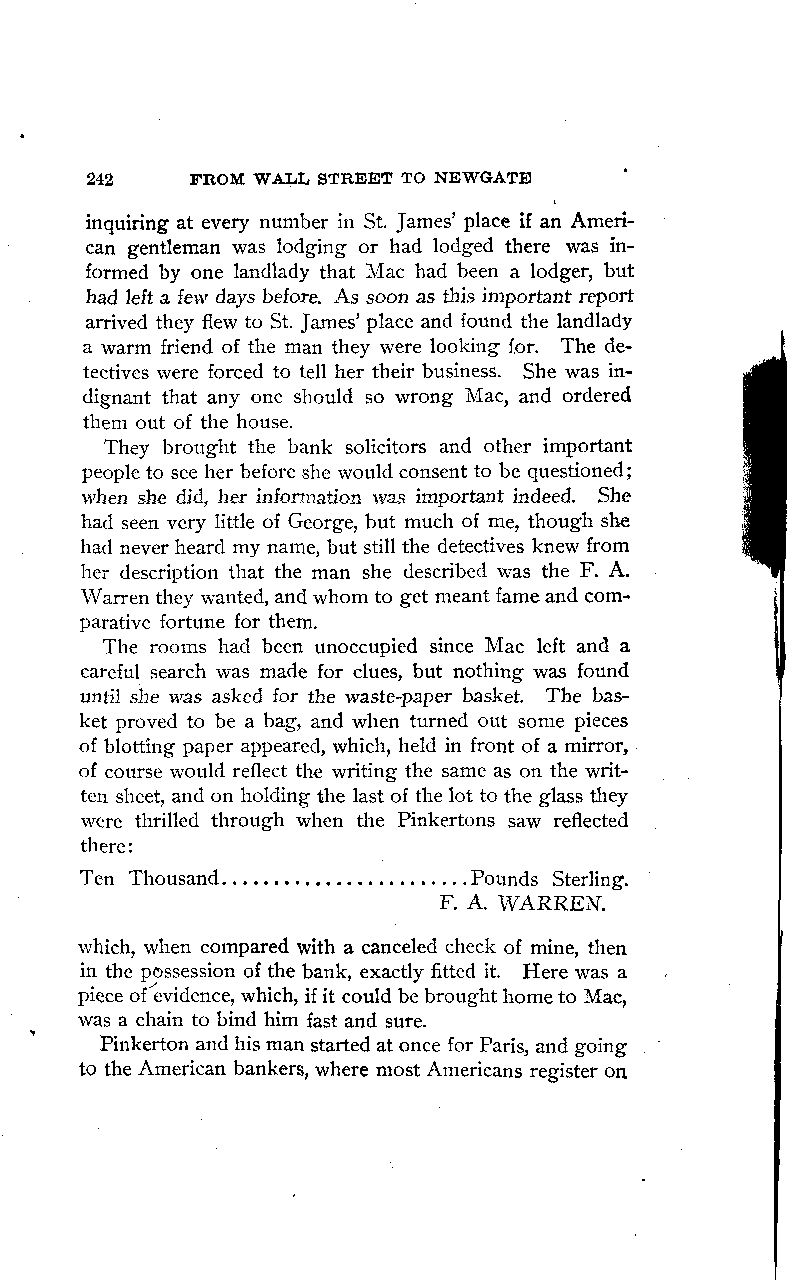 242 FROM WALL STREET TO NEWGATE
inquiring at every number in St. James' place if an Ameri-
can gentleman was lodging or had lodged there was in-
formed by one landlady that Mac had been a lodger, but
had left a few days before. As soon as this important report
arrived they flew to St. James' place and found the landlady
a warm friend of the man they were looking for. The de-
tectives were forced to tell her their business. She was in-
dignant that any one should so wrong Mac, and ordered
them out of the house.
They brought the bank solicitors and other important
people to see her before she would consent to be questioned;
when she did, her information was important indeed. She
had seen very little of George, but much of me, though she
had never heard my name, but still the detectives knew from
her description that the man she described was the F. A.
Warren they wanted, and whom to get meant fame and com-
parative fortune for them.
The rooms had been unoccupied since Mac left and a
careful search was made for clues, but nothing was found
until she was asked for the waste-paper basket. The bas-
ket proved to be a bag, and when turned out some pieces
of blotting paper appeared, which, held in front of a mirror,
of course would reflect the writing the same as on the writ-
ten sheet, and on holding the last of the lot to the glass they
were thrilled through when the Pinkertons saw reflected
there:
Ten Thousand........................Pounds Sterling.
F. A. WARREN.
which, when compared with a canceled check of mine, then
in the possession of the bank, exactly fitted it. Here was a
piece of evidence, which, if it could be brought home to Mac,
was a chain to bind him fast and sure.
Pinkerton and his man started at once for Paris, and going
to the American bankers, where most Americans register on